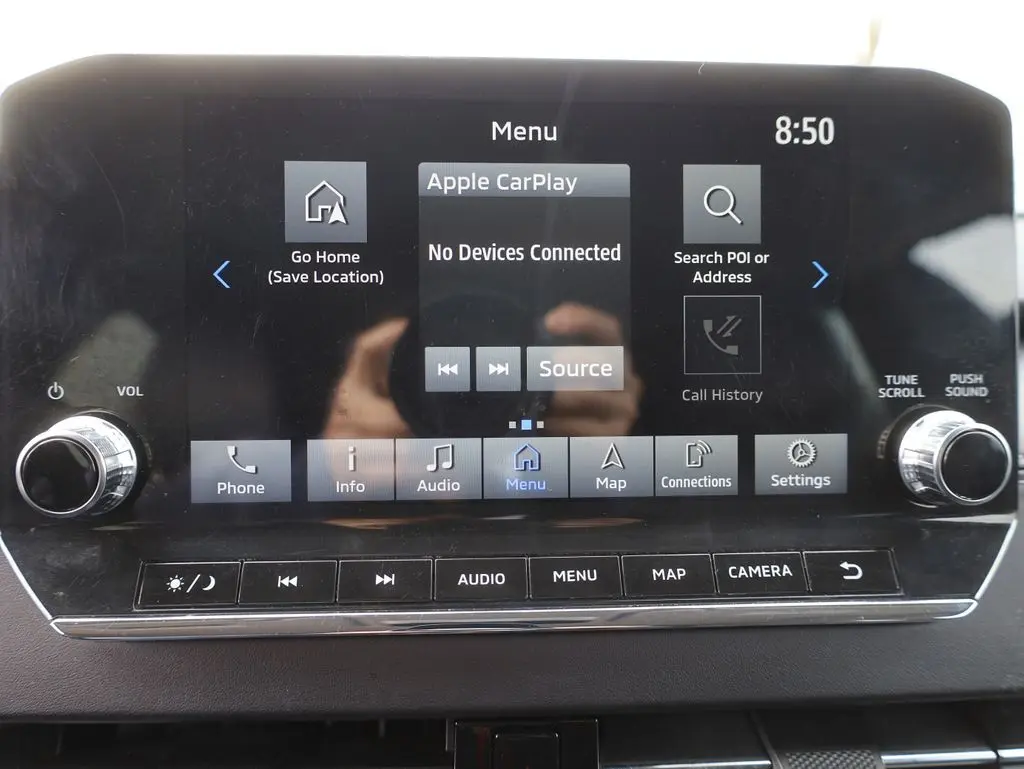 Menu
8:50
Apple CarPlay
No Devices Connected
Go Home
(Save Location)
Search POI or
Address
Source
Call History
VOL
TUNE
SCROLL
PUSH
SOUND
Phone
Info
Audio
Menu
Map
Connections
Settings
AUDIO
MENU
MAP
CAMERA